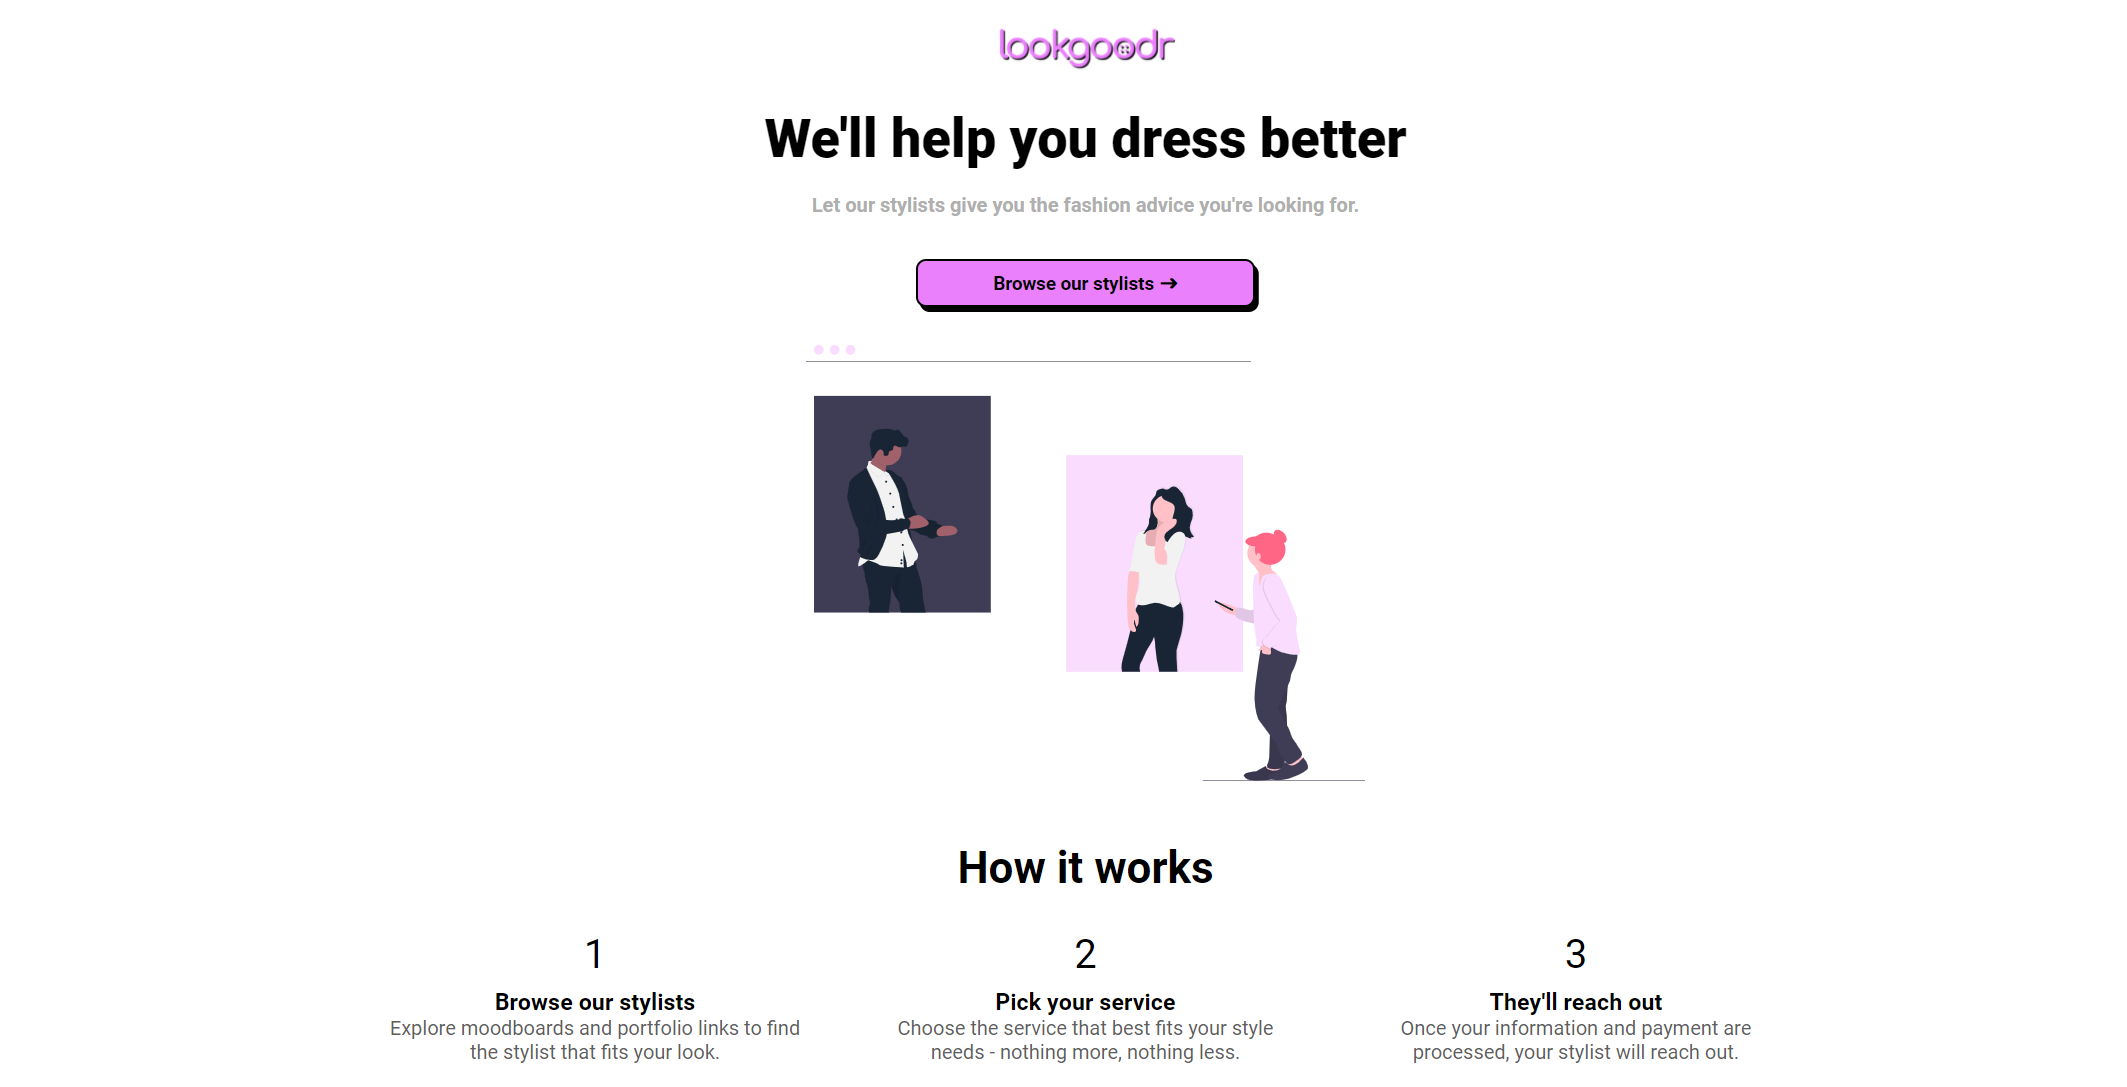 lookgoodr
We'll help you dress better
Let our stylists give you the fashion advice you're looking for.
Browse our stylists →
How it works
1
Browse our stylists
Explore moodboards and portfolio links to find
the stylist that fits your look.
2
Pick your service
Choose the service that best fits your style
needs - nothing more, nothing less.
3
They'll reach out
Once your information and payment are
processed, your stylist will reach out.